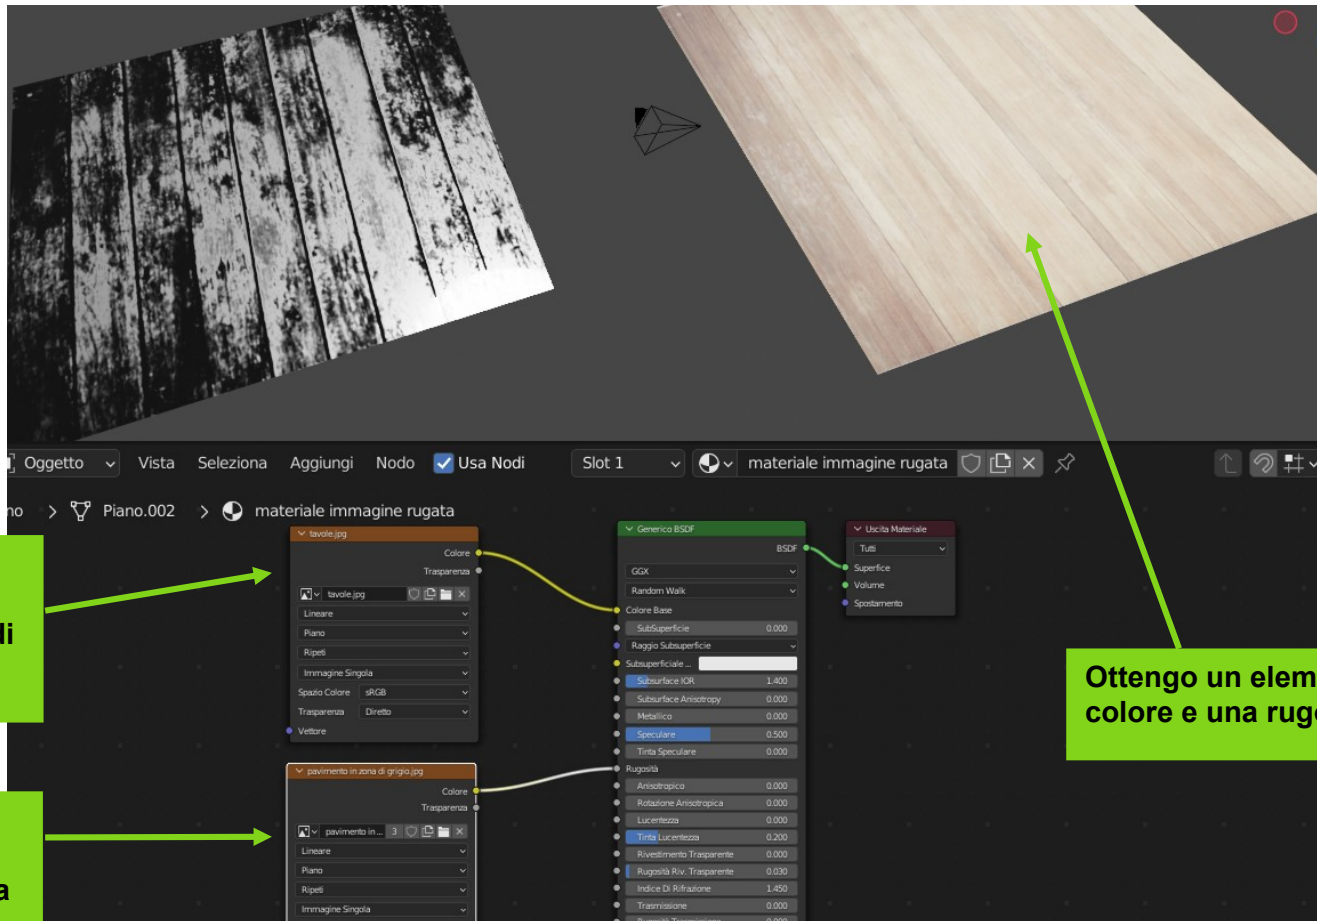 Oggetto Vista Seleziona Aggiungi Nodo Usa Nodi Slot 1 materiale immagine rugata
no > Piano.002 > materiale immagine rugata
tavole.jpg
Colore
Trasparenza
tavole.jpg
Lineare
Piano
Ripeti
Immagine Singola
Spazio Colore sRGB
Trasparenza Diretto
Vettore
pavimento in zona di grigio.jpg
Colore
Trasparenza
pavimento in ... 3
Lineare
Piano
Ripeti
Immagine Singola
Generico BSDF
BSDF
GGX
Random Walk
Colore Base
SubSuperficie 0.000
Raggio Subsuperficie
Subsuperficiale ...
Subsurface IOR 1.400
Subsurface Anisotropy 0.000
Metallico 0.000
Speculare 0.500
Tinta Speculare 0.000
Rugosità
Anisotropico 0.000
Rotazione Anisotropica 0.000
Lucentezza 0.000
Tinta Lucentezza 0.200
Rivestimento Trasparente 0.000
Rugosità Riv. Trasparente 0.030
Indice Di Rifrazione 1.450
Trasmissione 0.000
Uscita Materiale
Tutti
Superfice
Volume
Spostamento
di
a
Ottengo un elem
colore e una rug